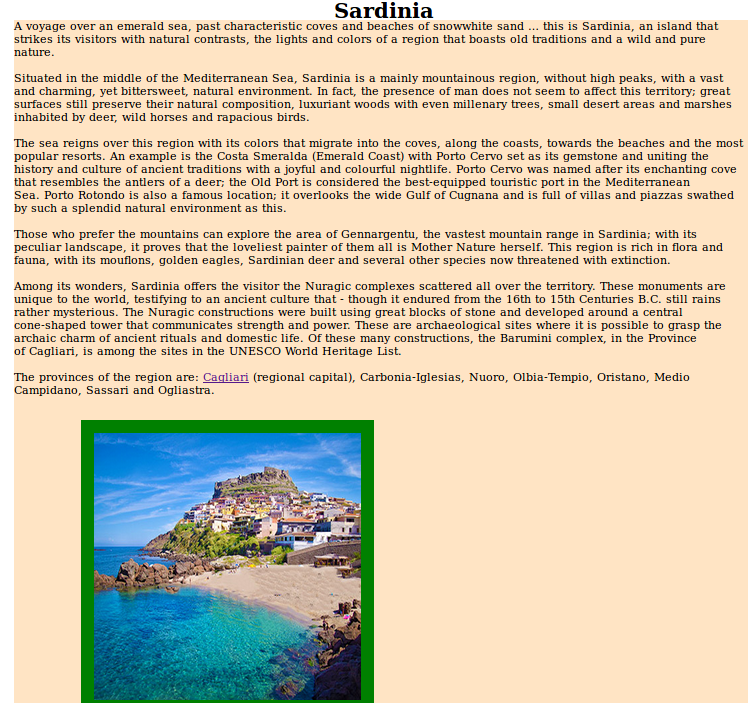 Sardinia
A voyage over an emerald sea, past characteristic coves and beaches of snowwhite sand ... this is Sardinia, an island that
strikes its visitors with natural contrasts, the lights and colors of a region that boasts old traditions and a wild and pure
nature.
Situated in the middle of the Mediterranean Sea, Sardinia is a mainly mountainous region, without high peaks, with a vast
and charming, yet bittersweet, natural environment. In fact, the presence of man does not seem to affect this territory; great
surfaces still preserve their natural composition, luxuriant woods with even millenary trees, small desert areas and marshes
inhabited by deer, wild horses and rapacious birds.
The sea reigns over this region with its colors that migrate into the coves, along the coasts, towards the beaches and the most
popular resorts. An example is the Costa Smeralda (Emerald Coast) with Porto Cervo set as its gemstone and uniting the
history and culture of ancient traditions with a joyful and colourful nightlife. Porto Cervo was named after its enchanting cove
that resembles the antlers of a deer; the Old Port is considered the best-equipped touristic port in the Mediterranean
Sea. Porto Rotondo is also a famous location; it overlooks the wide Gulf of Cugnana and is full of villas and piazzas swathed
by such a splendid natural environment as this.
Those who prefer the mountains can explore the area of Gennargentu, the vastest mountain range in Sardinia; with its
peculiar landscape, it proves that the loveliest painter of them all is Mother Nature herself. This region is rich in flora and
fauna, with its mouflons, golden eagles, Sardinian deer and several other species now threatened with extinction.
Among its wonders, Sardinia offers the visitor the Nuragic complexes scattered all over the territory. These monuments are
unique to the world, testifying to an ancient culture that - though it endured from the 16th to 15th Centuries B.C. still rains
rather mysterious. The Nuragic constructions were built using great blocks of stone and developed around a central
cone-shaped tower that communicates strength and power. These are archaeological sites where it is possible to grasp the
archaic charm of ancient rituals and domestic life. Of these many constructions, the Barumini complex, in the Province
of Cagliari, is among the sites in the UNESCO World Heritage List.
The provinces of the region are: Cagliari (regional capital), Carbonia-Iglesias, Nuoro, Olbia-Tempio, Oristano, Medio
Campidano, Sassari and Ogliastra.